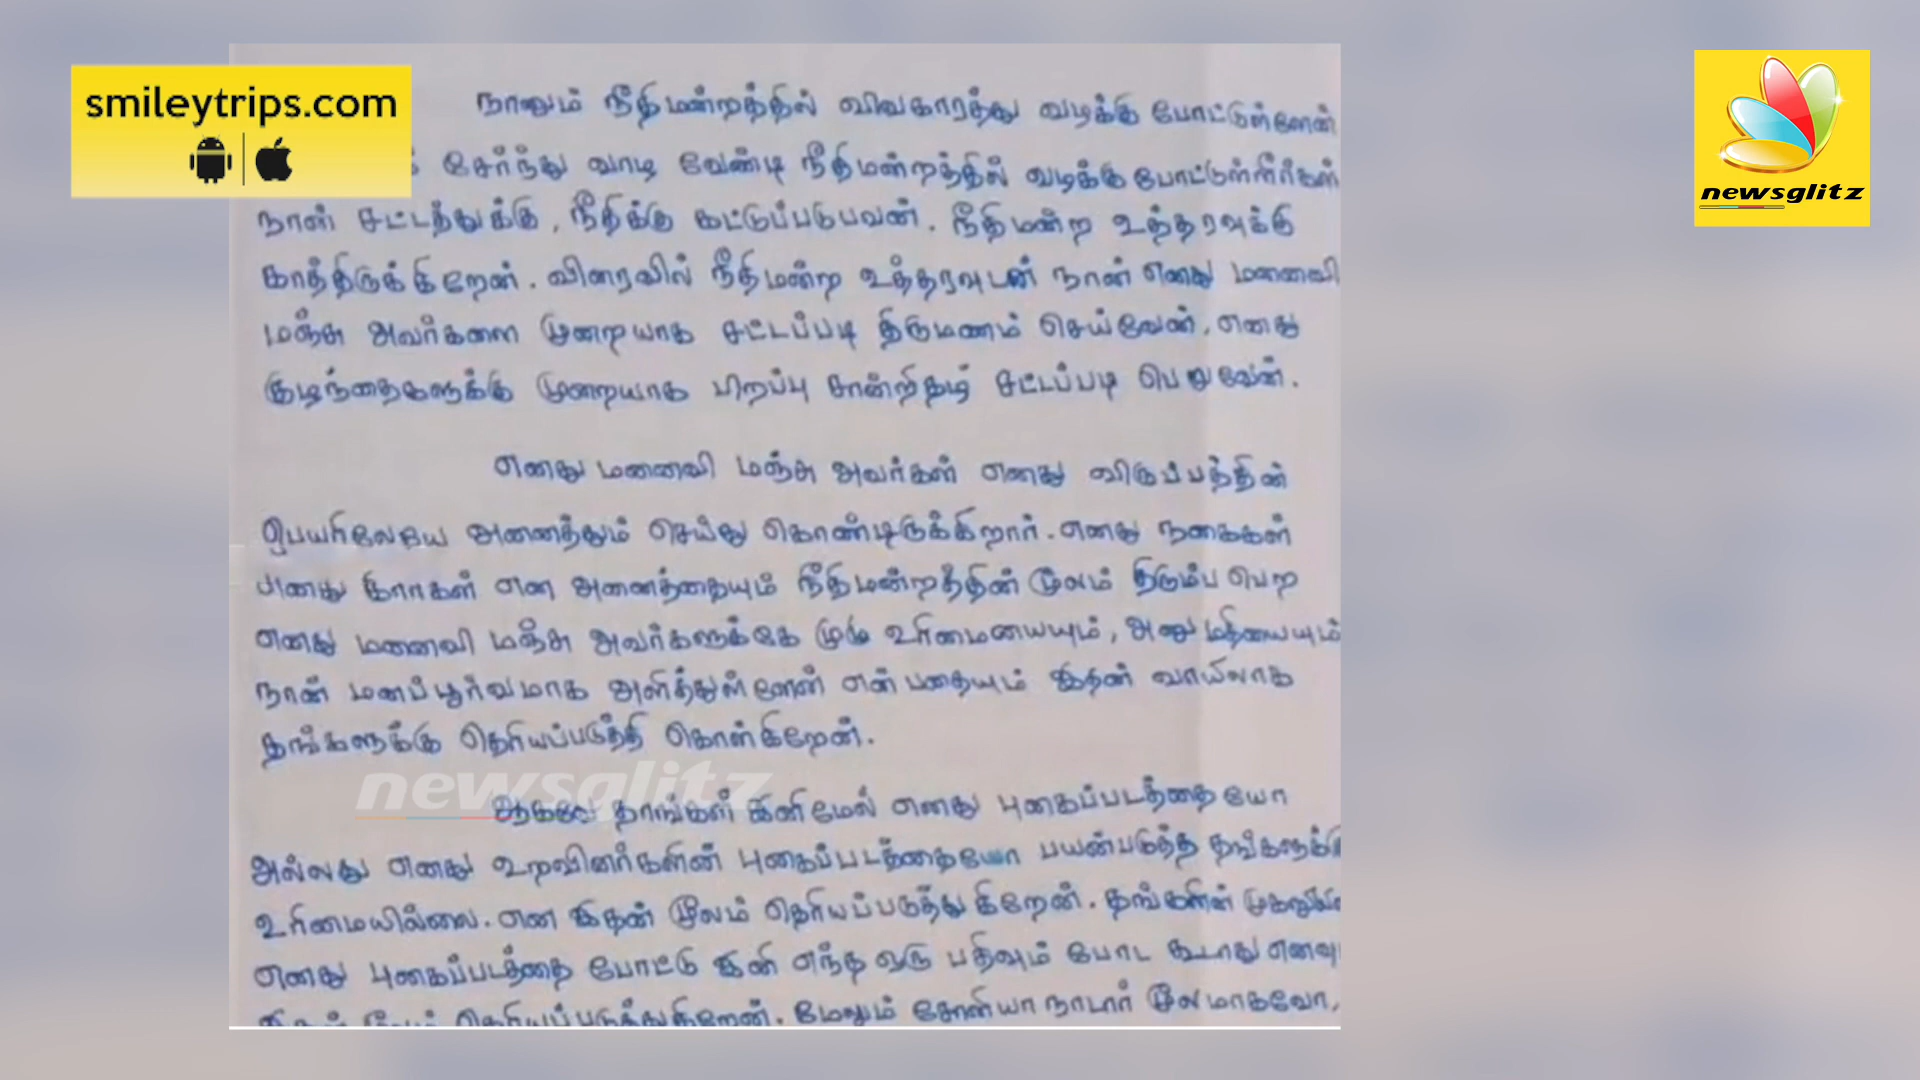 smileytrips.com
newsglitz
நானும் நீதிமன்றத்தில் விவகாரத்து வழக்கு போட்டுள்ளேன்
சேர்ந்து வாழ வேண்டி நீதிமன்றத்தில் வழக்கு போட்டுள்ளீர்கள்
நான் சட்டத்துக்கு, நீதிக்கு கட்டுப்படுபவன். நீதிமன்ற உத்தரவுக்கு
காத்திருக்கிறேன். விரைவில் நீதிமன்ற உத்தரவுடன் நான் எனது மனைவி
மஞ்சு அவர்களை முறையாக சட்டப்படி திருமணம் செய்வேன். எனது
குழந்தைகளுக்கு முறையாக பிறப்பு சான்றிதழ் சட்டப்படி பெறுவேன்.
எனது மனைவி மஞ்சு அவர்கள் எனது விருப்பத்தின்
பெயரிலேயே அனைத்தும் செய்து கொண்டிருக்கிறார். எனது நகைகள்
எனது கார்கள் என அனைத்தையும் நீதிமன்றத்தின் மூலம் திரும்ப பெற
எனது மனைவி மஞ்சு அவர்களுக்கே முழு உரிமையையும், அனுமதியையும்
நான் மனப்பூர்வமாக அளித்துள்ளேன் என்பதையும் இதன் வாயிலாக
தங்களுக்கு தெரியப்படுத்தி கொள்கிறேன்.
newsglitz
ஆகவே தாங்கள் இனிமேல் எனது புகைப்படத்தையோ
அல்லது எனது உறவினர்களின் புகைப்படத்தையோ பயன்படுத்த தங்களுக்கு
உரிமையில்லை. என இதன் மூலம் தெரியப்படுத்துகிறேன். தங்களின்
எனது புகைப்படத்தை போட்டு இனி எந்த ஒரு பதிவும் போட கூடாது எனவு
தெரியப்படுத்துகிறேன். மேலும் சோனியா நாடார் மூலமாகவோ,